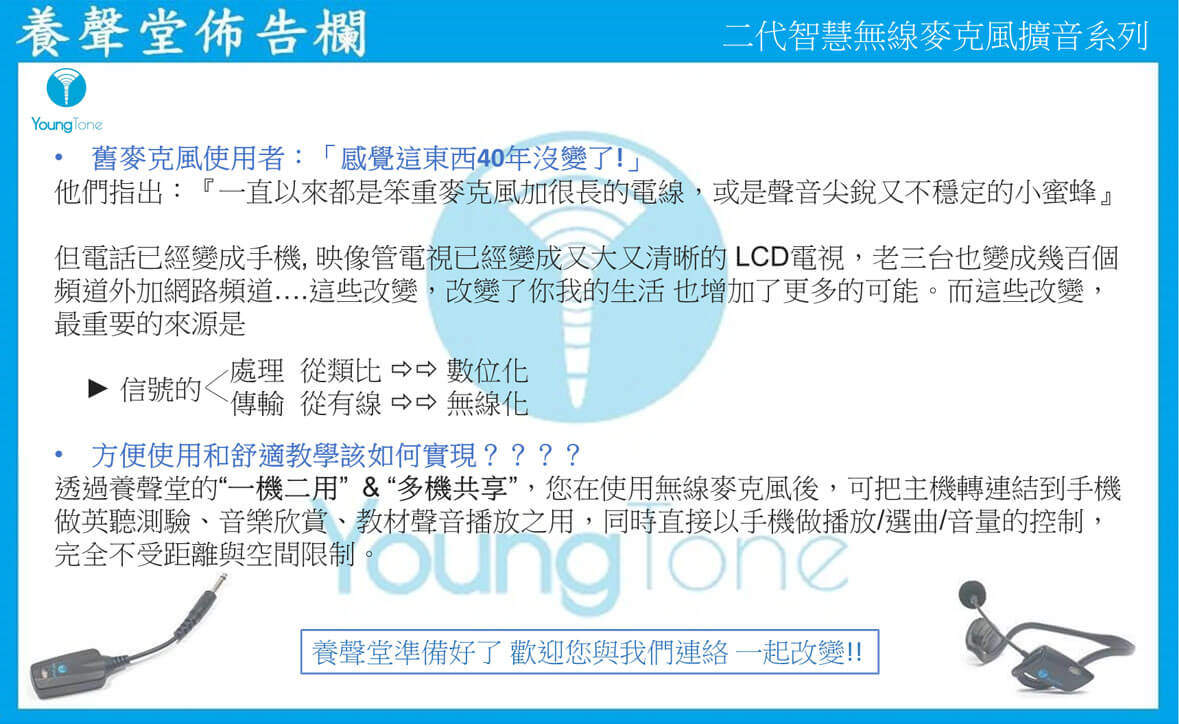 養聲堂佈告欄
二代智慧無線麥克風擴音系列
YoungTone
• 舊麥克風使用者：「感覺這東西40年沒變了!」
他們指出：『一直以來都是笨重麥克風加很長的電線，或是聲音尖銳又不穩定的小蜜蜂』
但電話已經變成手機, 映像管電視已經變成又大又清晰的 LCD電視，老三台也變成幾百個
頻道外加網路頻道....這些改變，改變了你我的生活 也增加了更多的可能。而這些改變，
最重要的來源是
► 信號的
處理 從類比 ⇨⇨ 數位化
傳輸 從有線 ⇨⇨ 無線化
• 方便使用和舒適教學該如何實現？？？？
透過養聲堂的“一機二用” & “多機共享”，您在使用無線麥克風後，可把主機轉連結到手機
做英聽測驗、音樂欣賞、教材聲音播放之用，同時直接以手機做播放/選曲/音量的控制，
完全不受距離與空間限制。
YoungTone
養聲堂準備好了 歡迎您與我們連絡 一起改變!!